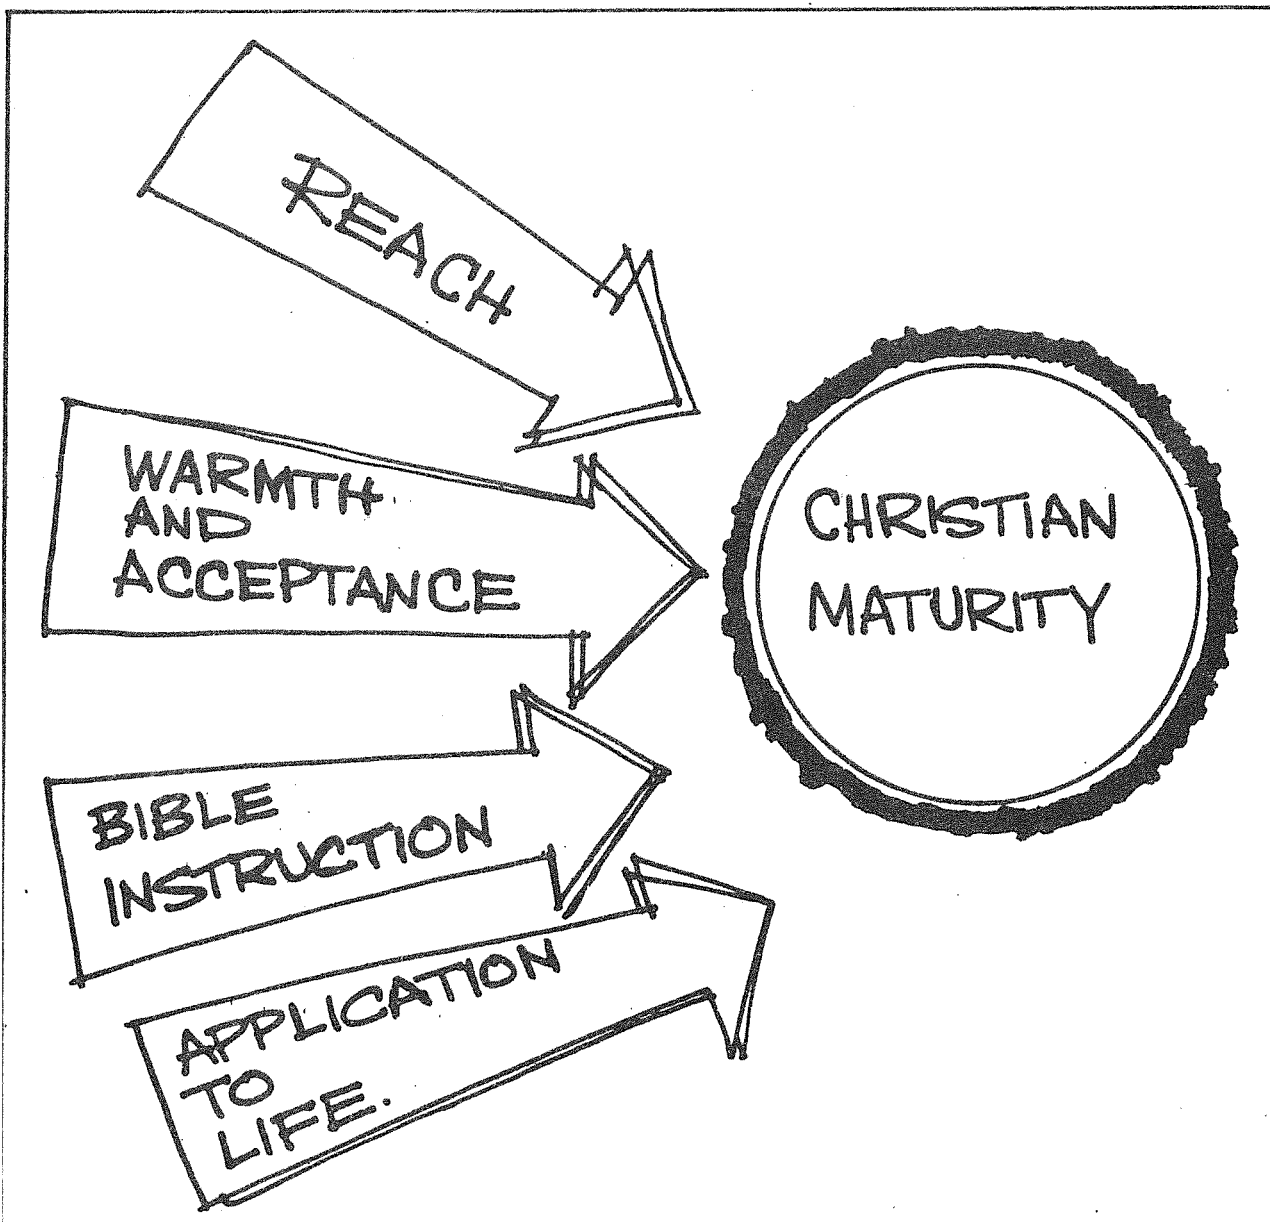 REACH
WARMTH
AND
ACCEPTANCE
BIBLE
INSTRUCTION
APPLICATION
TO
LIFE.
CHRISTIAN
MATURITY